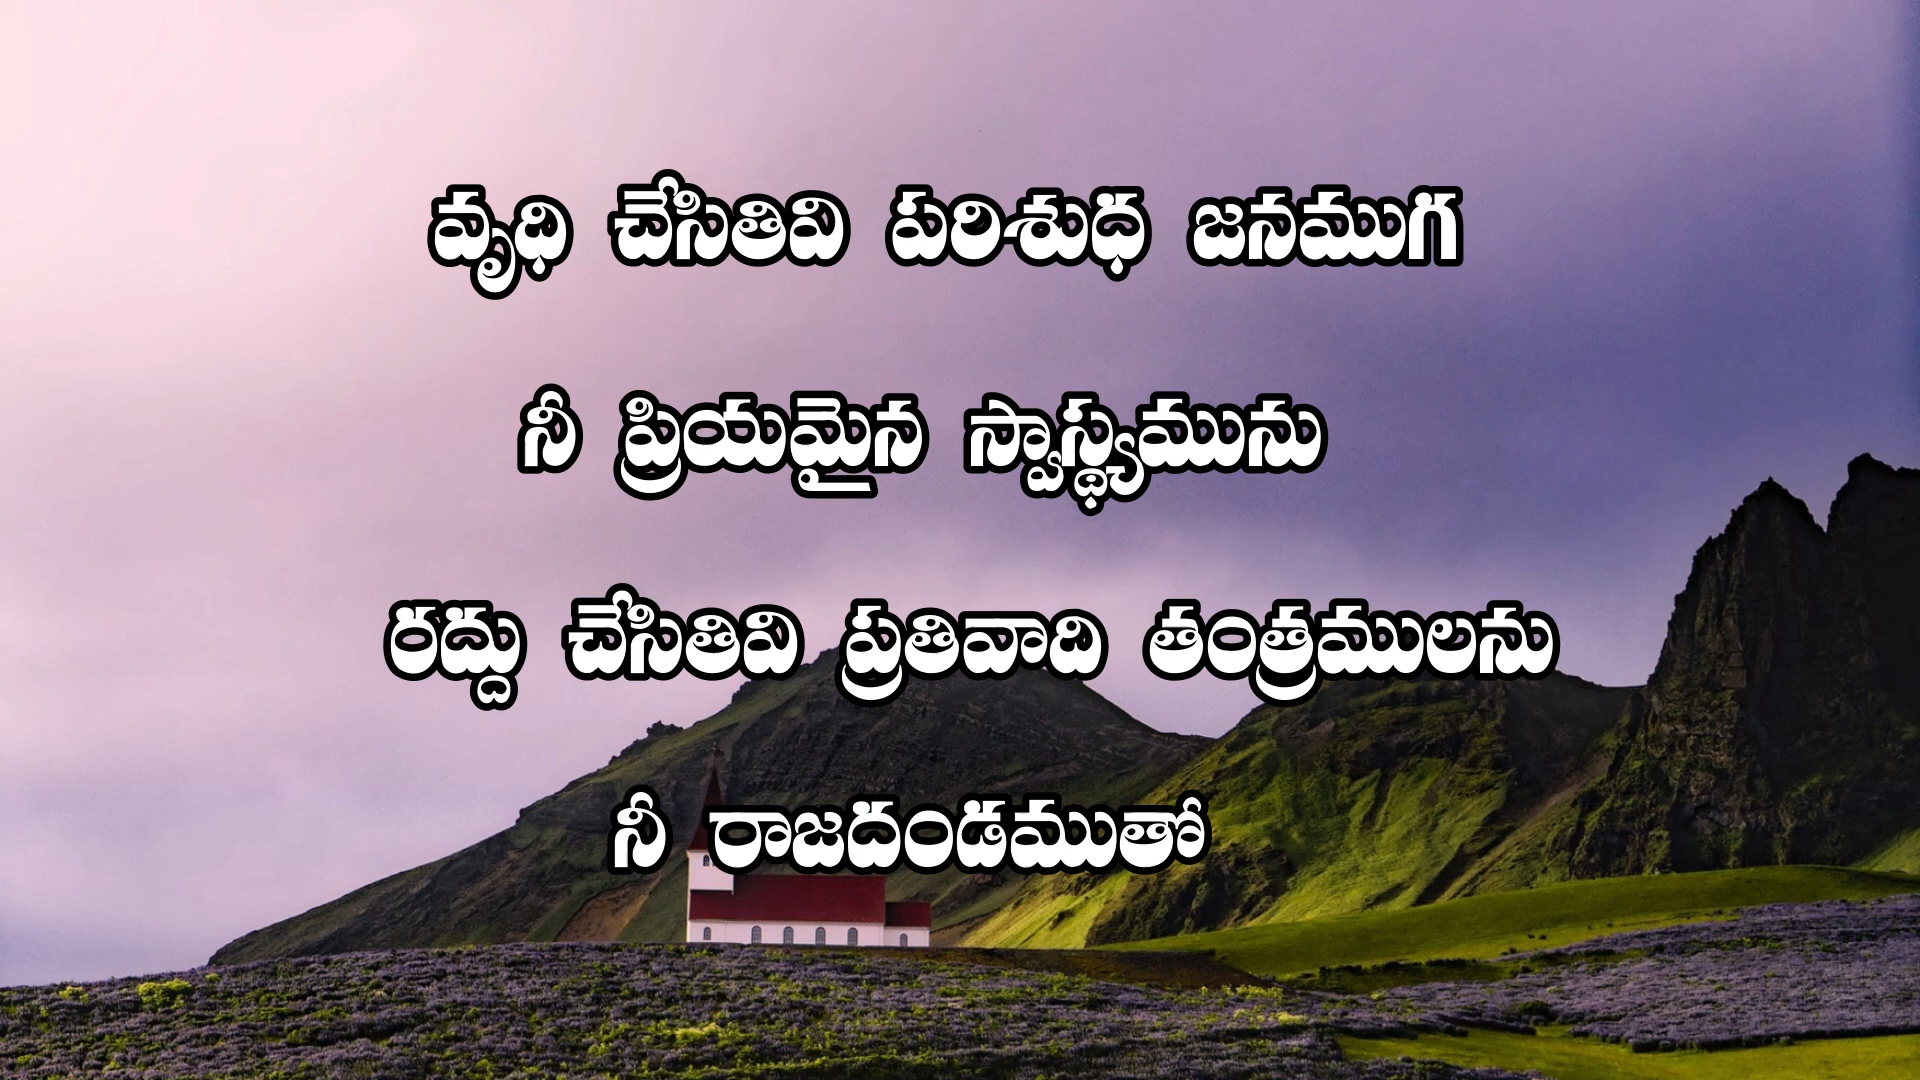 వృధి చేసితివి పరిశుధ జనముగ
నీ ప్రియమైన స్వాస్థ్యమును
రద్దు చేసితివి ప్రతివాది తంత్రములను
నీ రాజదండముతో